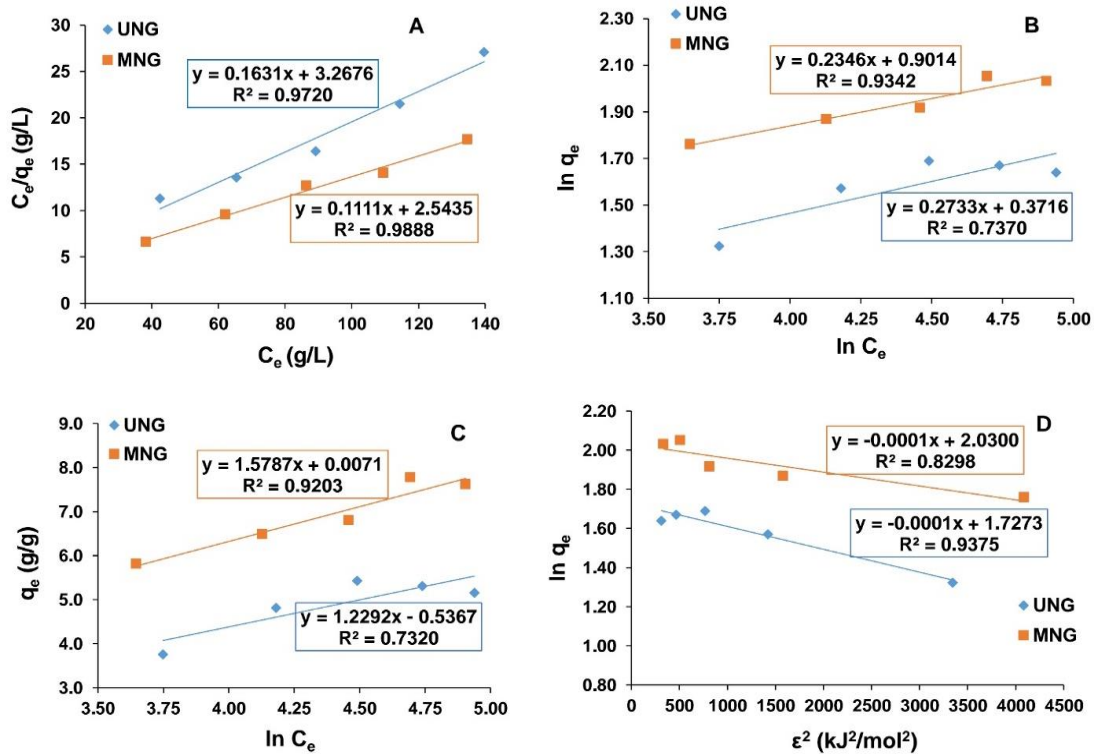 UNG
MNG
A
y = 0.1631x + 3.2676
R² = 0.9720
y = 0.1111x + 2.5435
R² = 0.9888
30
25
20
15
10
5
0
20 40 60 80 100 120 140
Cₑ/qₑ (g/L)
Cₑ (g/L)
UNG
MNG
B
y = 0.2346x + 0.9014
R² = 0.9342
y = 0.2733x + 0.3716
R² = 0.7370
2.30
2.10
1.90
1.70
1.50
1.30
1.10
3.50 3.75 4.00 4.25 4.50 4.75 5.00
ln qₑ
ln Cₑ
UNG
MNG
C
y = 1.5787x + 0.0071
R² = 0.9203
y = 1.2292x - 0.5367
R² = 0.7320
9.0
8.0
7.0
6.0
5.0
4.0
3.0
3.50 3.75 4.00 4.25 4.50 4.75 5.00
qₑ (g/g)
ln Cₑ
D
y = -0.0001x + 2.0300
R² = 0.8298
y = -0.0001x + 1.7273
R² = 0.9375
UNG
MNG
2.20
2.00
1.80
1.60
1.40
1.20
1.00
0.80
0 500 1000 1500 2000 2500 3000 3500 4000 4500
ln qₑ
ε² (kJ²/mol²)